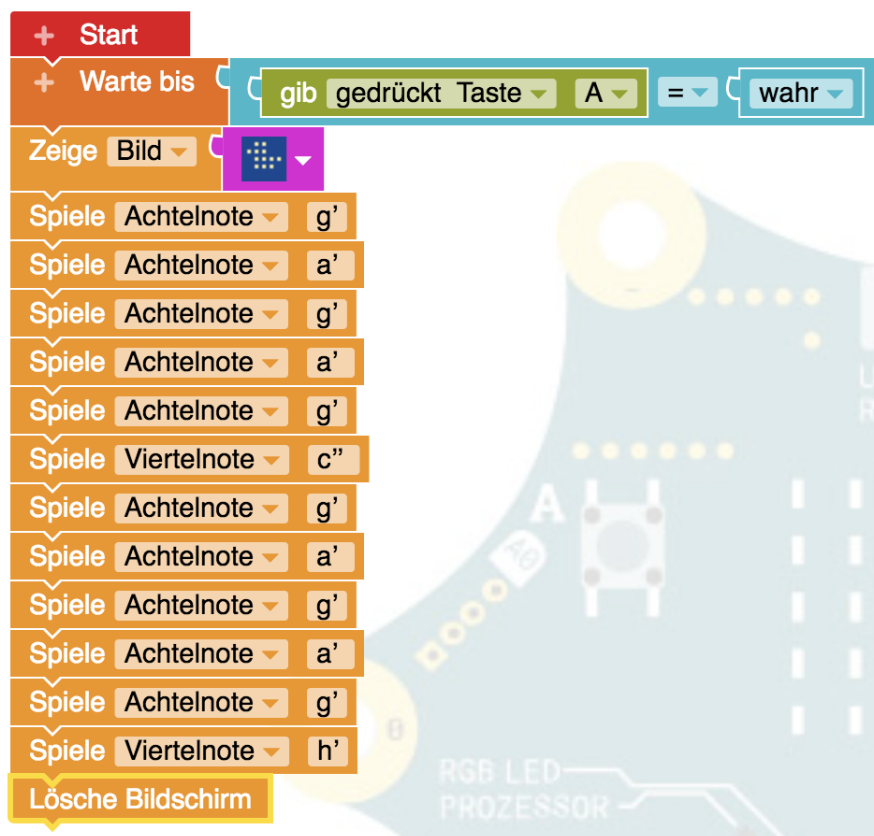 + Start
+ Warte bis gib gedrückt Taste A = wahr
Zeige Bild
Spiele Achtelnote g’
Spiele Achtelnote a’
Spiele Achtelnote g’
Spiele Achtelnote a’
Spiele Achtelnote g’
Spiele Viertelnote c’’
Spiele Achtelnote g’
Spiele Achtelnote a’
Spiele Achtelnote g’
Spiele Achtelnote a’
Spiele Achtelnote g’
Spiele Viertelnote h’
Lösche Bildschirm
A
A0
0
RGB LED
PROZESSOR